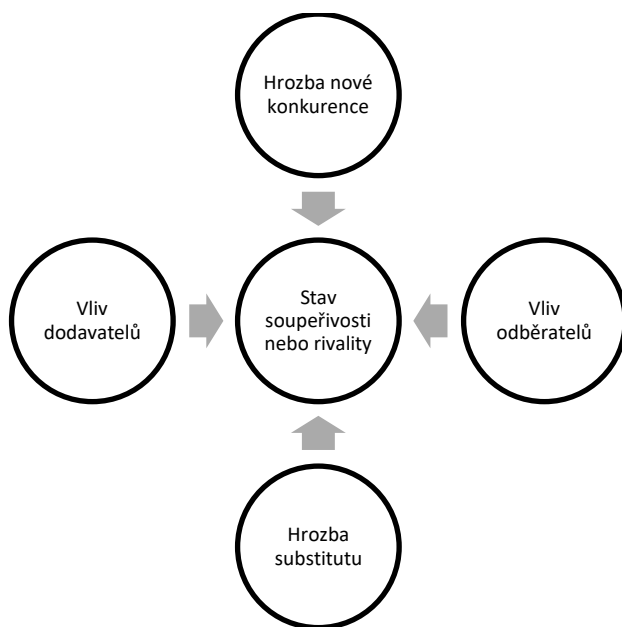 Hrozba nové
konkurence
Vliv
dodavatelů
Stav
soupeřivosti
nebo rivality
Vliv
odběratelů
Hrozba
substitutu